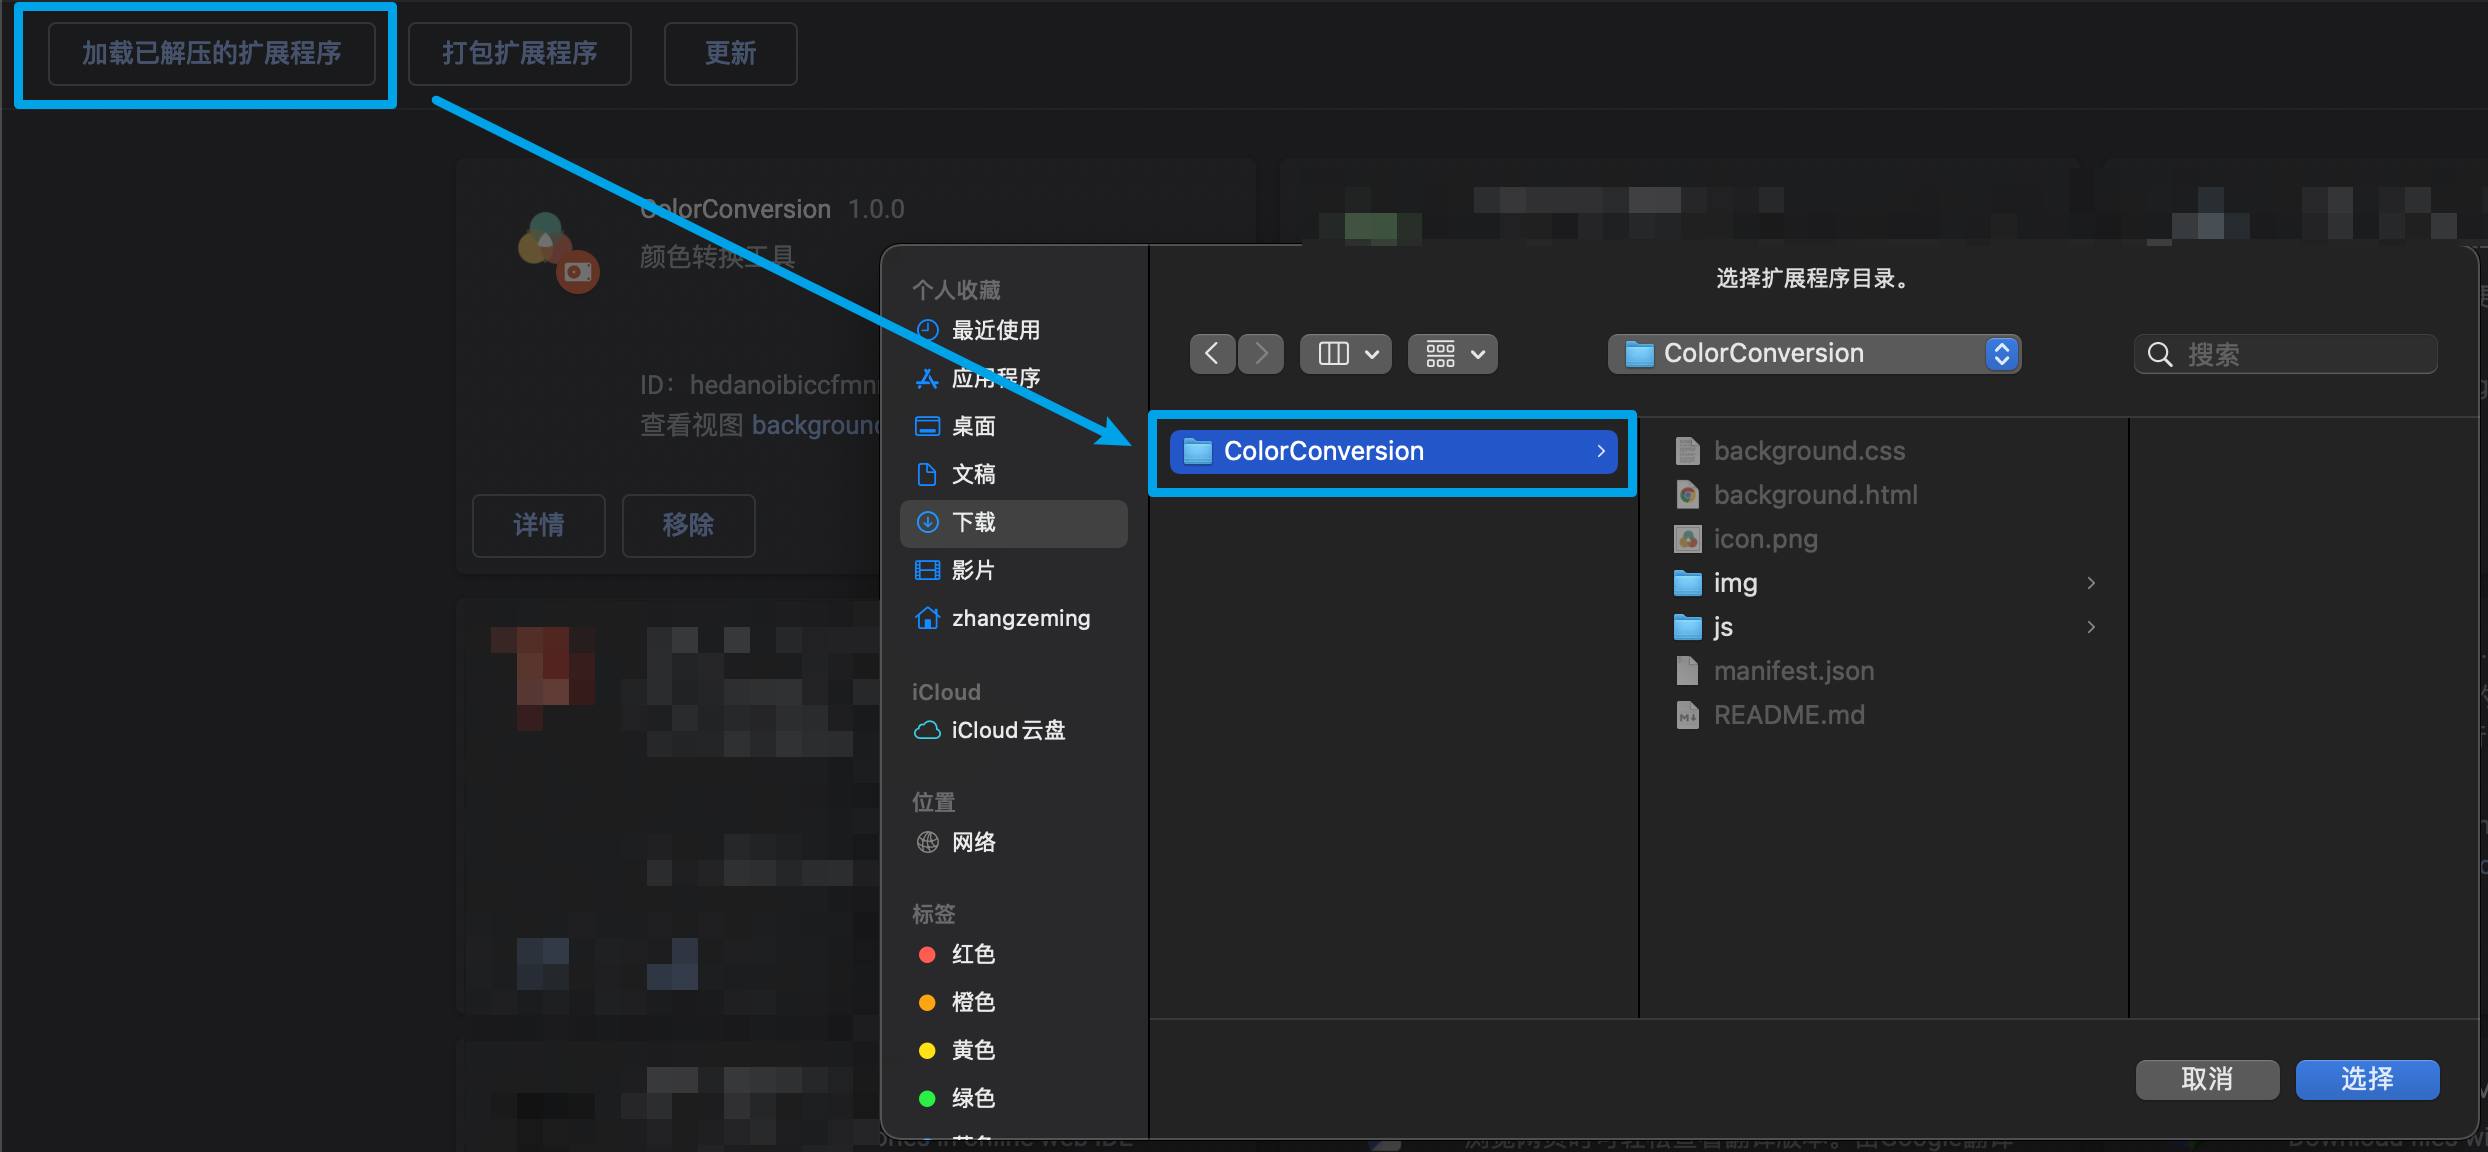 加载已解压的扩展程序
打包扩展程序
更新
ColorConversion 1.0.0
颜色转换工具
ID: hedanoibiccfmn
查看视图 background
详情
移除
个人收藏
最近使用
应用程序
桌面
文稿
下载
影片
zhangzeming
iCloud
iCloud云盘
位置
网络
标签
红色
橙色
黄色
绿色
选择扩展程序目录。
ColorConversion
搜索
ColorConversion
background.css
background.html
icon.png
img
js
manifest.json
README.md
取消
选择